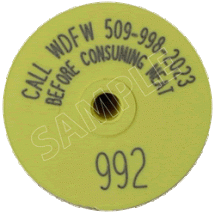 CALL WDFW 509-998-2023
BEFORE CONSUMING MEAT
SAMPLE
992